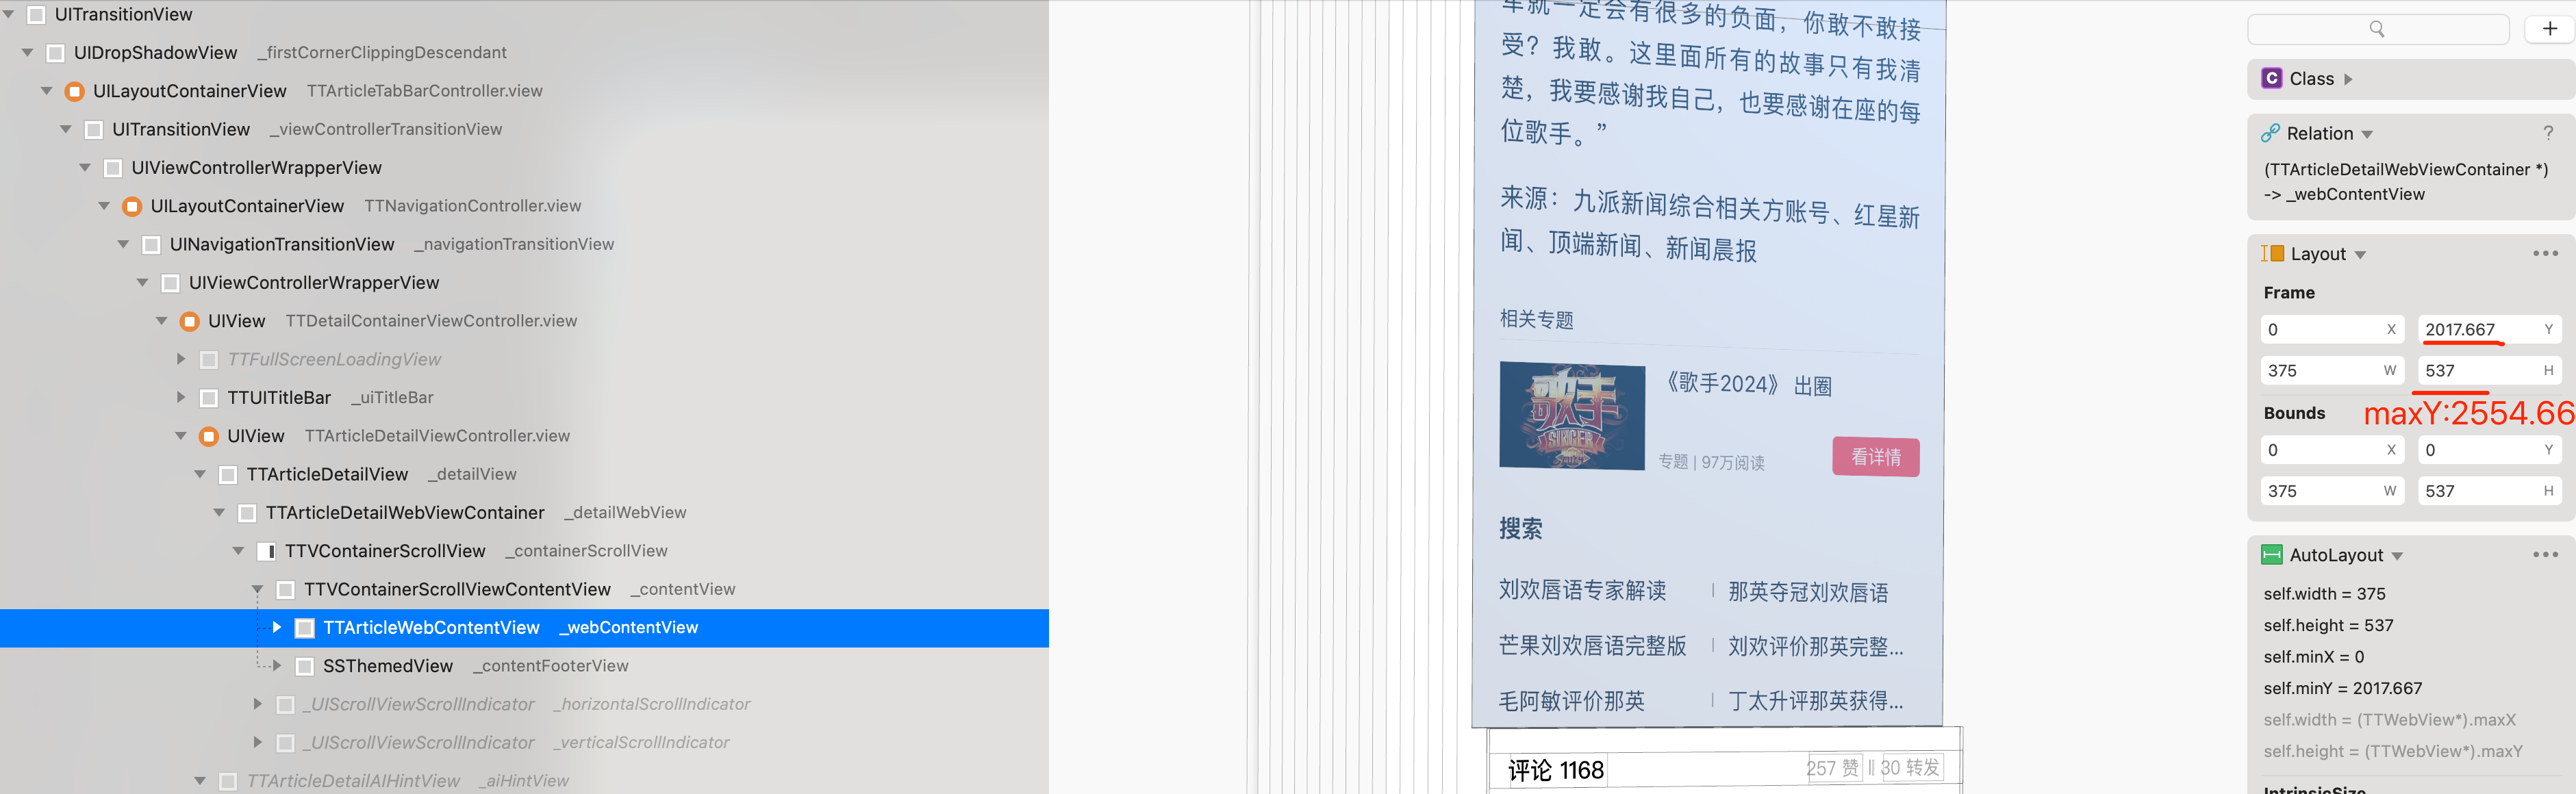 UITransitionView
UIDropShadowView _firstCornerClippingDescendant
UILayoutContainerView TTArticleTabBarController.view
UITransitionView _viewControllerTransitionView
UIViewControllerWrapperView
UILayoutContainerView TTNavigationController.view
UINavigationTransitionView _navigationTransitionView
UIViewControllerWrapperView
UIView TTDetailContainerViewController.view
TTFullScreenLoadingView
TTUITitleBar _uiTitleBar
UIView TTArticleDetailViewController.view
TTArticleDetailView _detailView
TTArticleDetailWebViewContainer _detailWebView
TTVContainerScrollView _containerScrollView
TTVContainerScrollViewContentView _contentView
TTArticleWebContentView _webContentView
SSThemedView _contentFooterView
_UIScrollViewScrollIndicator _horizontalScrollIndicator
_UIScrollViewScrollIndicator _verticalScrollIndicator
TTArticleDetailAIHintView _aiHintView
年就一定会有很多的负面，你敢不敢接
受？我敢。这里面所有的故事只有我清
楚，我要感谢我自己，也要感谢在座的每
位歌手。”
来源：九派新闻综合相关方账号、红星新
闻、顶端新闻、新闻晨报
相关专题
歌手
SINGER
《歌手2024》出圈
专题 | 97万阅读
看详情
搜索
刘欢唇语专家解读 | 那英夺冠刘欢唇语
芒果刘欢唇语完整版 | 刘欢评价那英完整...
毛阿敏评价那英 | 丁太升评那英获得...
评论 1168
257 赞 || 30 转发
+
C Class
Relation ?
(TTArticleDetailWebViewContainer *)
-> _webContentView
Layout •••
Frame
0 X 2017.667 Y
375 W 537 H
Bounds maxY:2554.66
0 X 0 Y
375 W 537 H
AutoLayout •••
self.width = 375
self.height = 537
self.minX = 0
self.minY = 2017.667
self.width = (TTWebView*).maxX
self.height = (TTWebView*).maxY
IntrinsicSize